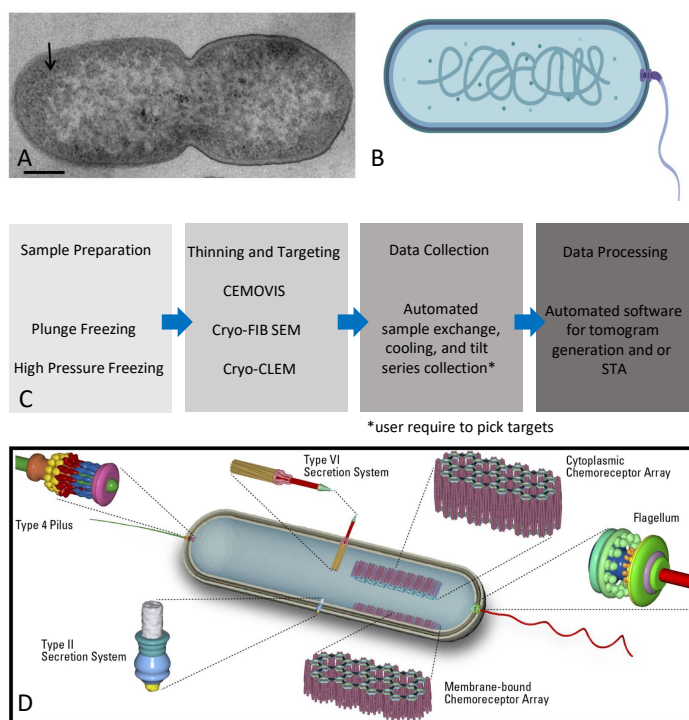 A
B
Sample Preparation
Plunge Freezing
High Pressure Freezing
Thinning and Targeting
CEMOVIS
Cryo-FIB SEM
Cryo-CLEM
Data Collection
Automated
sample exchange,
cooling, and tilt
series collection*
Data Processing
Automated software
for tomogram
generation and or
STA
C
*user require to pick targets
Type 4 Pilus
Type VI
Secretion System
Cytoplasmic
Chemoreceptor Array
Flagellum
Type II
Secretion System
Membrane-bound
Chemoreceptor Array
D